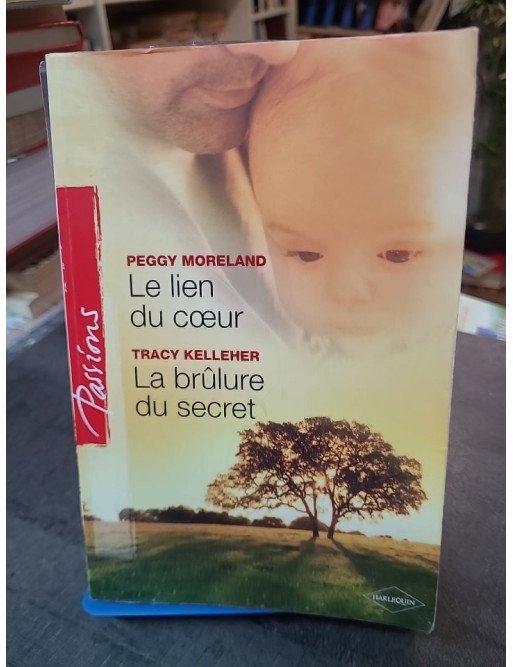 PEGGY MORELAND
Le lien
du cœur
TRACY KELLEHER
La brûlure
du secret
Passions
HARLEQUIN